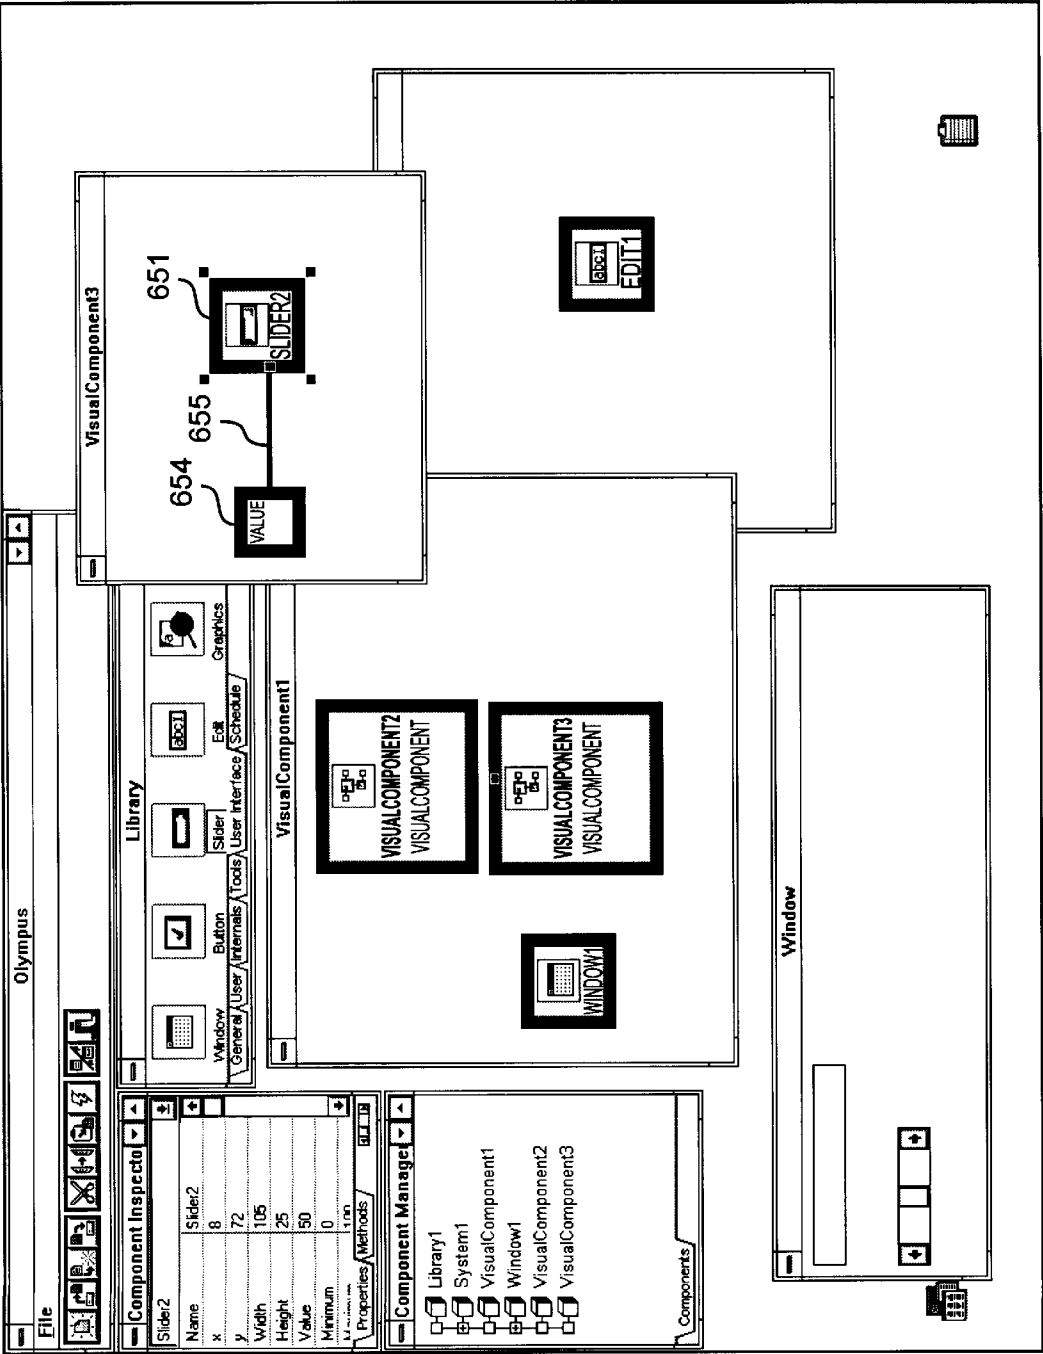 Olympus
File
Component Inspecto
Slider2
Name Slider2
x 8
y 72
Width 105
Height 25
Value 50
Minimum 0
Properties Methods
Library
Window Button Slider Edit Graphics
General User Internals Tools User Interface Schedule
VisualComponent3
651
655
654
VALUE
SLIDER2
VisualComponent1
VISUALCOMPONENT2
VISUALCOMPONENT
VISUALCOMPONENT3
VISUALCOMPONENT
WINDOW1
abcI
EDIT1
Component Manager
Library1
System1
VisualComponent1
Window1
VisualComponent2
VisualComponent3
Components
Window